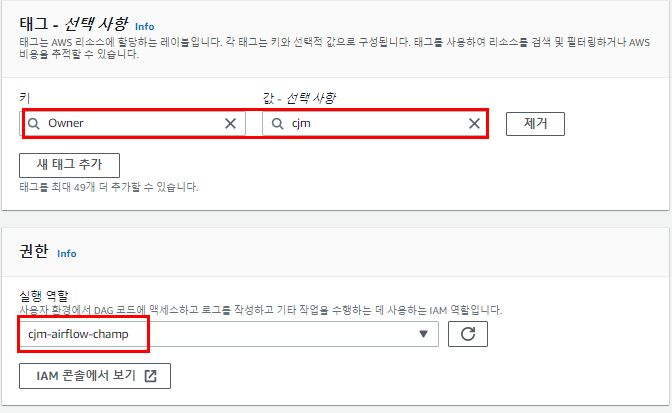 태그 - 선택 사항 Info
태그는 AWS 리소스에 할당하는 레이블입니다. 각 태그는 키와 선택적 값으로 구성됩니다. 태그를 사용하여 리소스를 검색 및 필터링하거나 AWS
비용을 추적할 수 있습니다.
키 값 - 선택 사항
Owner cjm 제거
새 태그 추가
태그를 최대 49개 더 추가할 수 있습니다.
권한 Info
실행 역할
사용자 환경에서 DAG 코드에 액세스하고 로그를 작성하고 기타 작업을 수행하는 데 사용하는 IAM 역할입니다.
cjm-airflow-champ
IAM 콘솔에서 보기